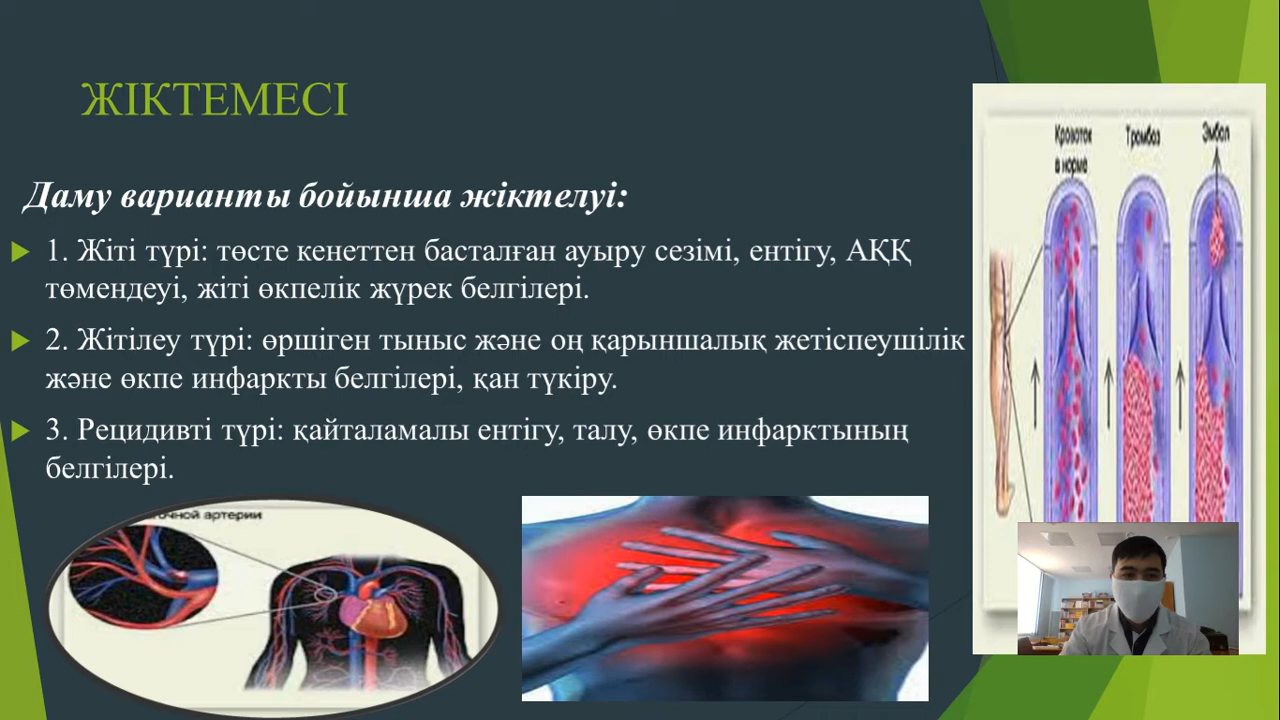 ЖІКТЕМЕСІ
Даму варианты бойынша жіктелуі:
1. Жіті түрі: төсте кенеттен басталған ауыру сезімі, ентігу, АҚҚ
төмендеуі, жіті өкпелік жүрек белгілері.
2. Жітілеу түрі: өршіген тыныс және оң қарыншалық жетіспеушілік
және өкпе инфаркты белгілері, қан түкіру.
3. Рецидивті түрі: қайталамалы ентігу, талу, өкпе инфарктының
белгілері.
Кровоток
в норме
Тромбоз
Эмбол
артерии